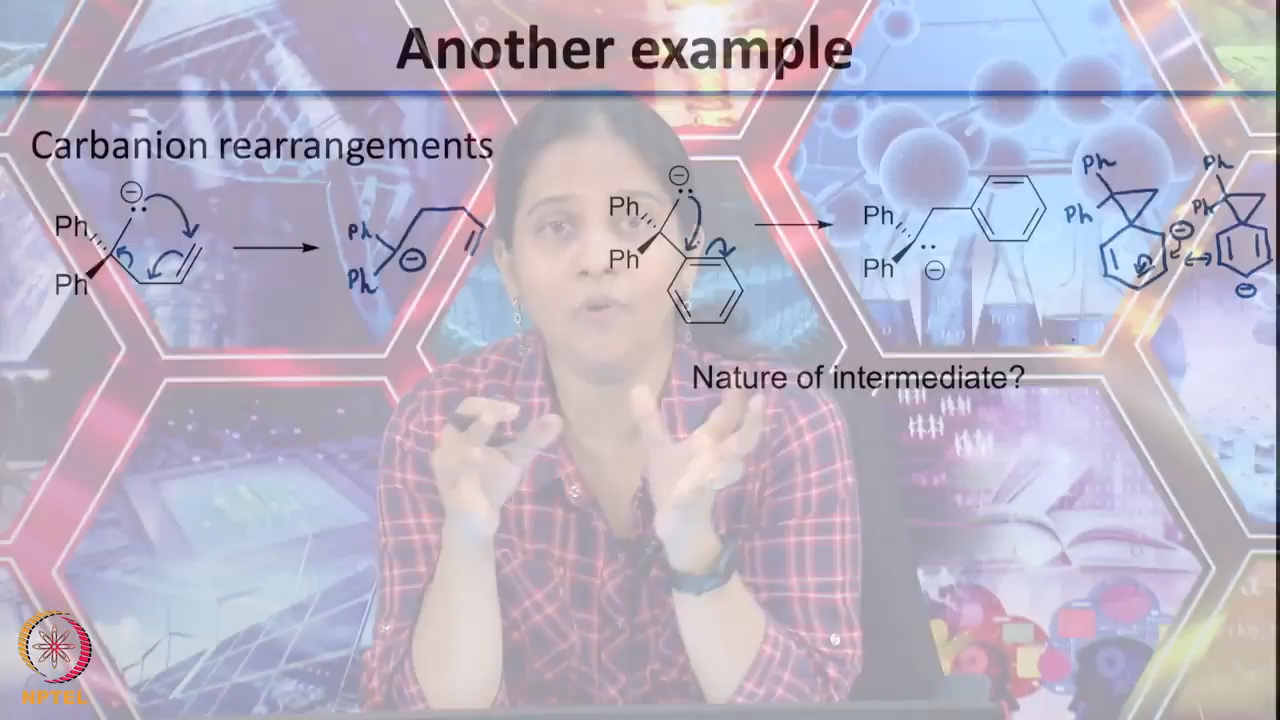 Another example
Carbanion rearrangements
Ph
Ph
⊖
Ph
Ph
⊖
Ph
Ph
⊖
Ph
Ph
⊖
Ph
Ph
⊖
Ph
Ph
⊖
Nature of intermediate?
NPTEL